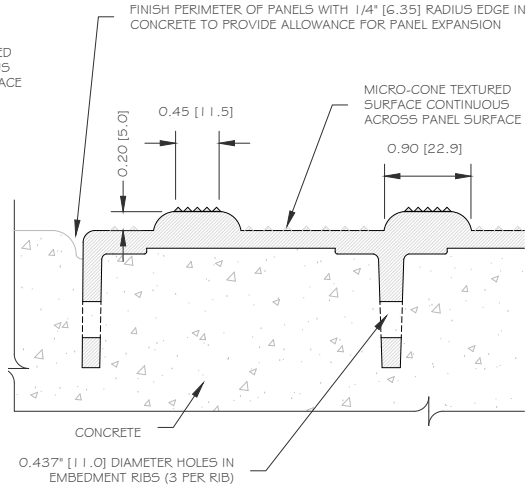 FINISH PERIMETER OF PANELS WITH 1/4" [6.35] RADIUS EDGE IN
CONCRETE TO PROVIDE ALLOWANCE FOR PANEL EXPANSION
MICRO-CONE TEXTURED
SURFACE CONTINUOUS
ACROSS PANEL SURFACE
0.45 [11.5]
0.20 [5.0]
0.90 [22.9]
CONCRETE
0.437" [11.0] DIAMETER HOLES IN
EMBEDMENT RIBS (3 PER RIB)